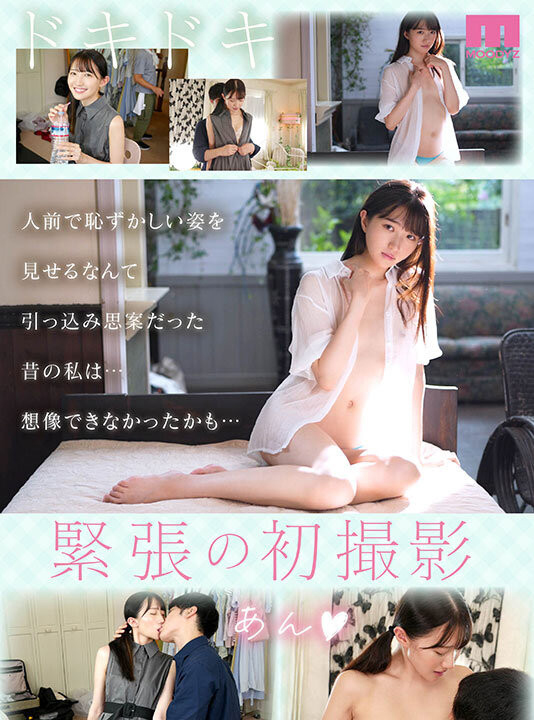 ドキドキ
MOODYZ
人前で恥ずかしい姿を
見せるなんて
引っ込み思案だった
昔の私は…
想像できなかったかも…
緊張の初撮影
あん♥